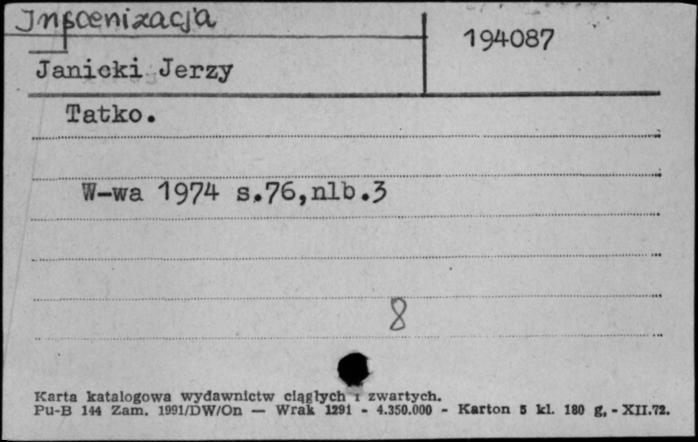 Inscenizacja
194087
Janicki Jerzy
Tatko.
W-wa 1974 s.76,nlb.3
8
Karta katalogowa wydawnictw ciągłych i zwartych.
Pu-B 144 Zam. 1991/DW/On — Wrak 1291 - 4.350.000 - Karton 5 kl. 180 g, - XII.72.